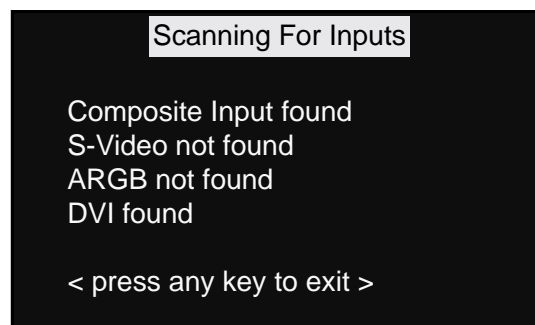 Scanning For Inputs
Composite Input found
S-Video not found
ARGB not found
DVI found
< press any key to exit >